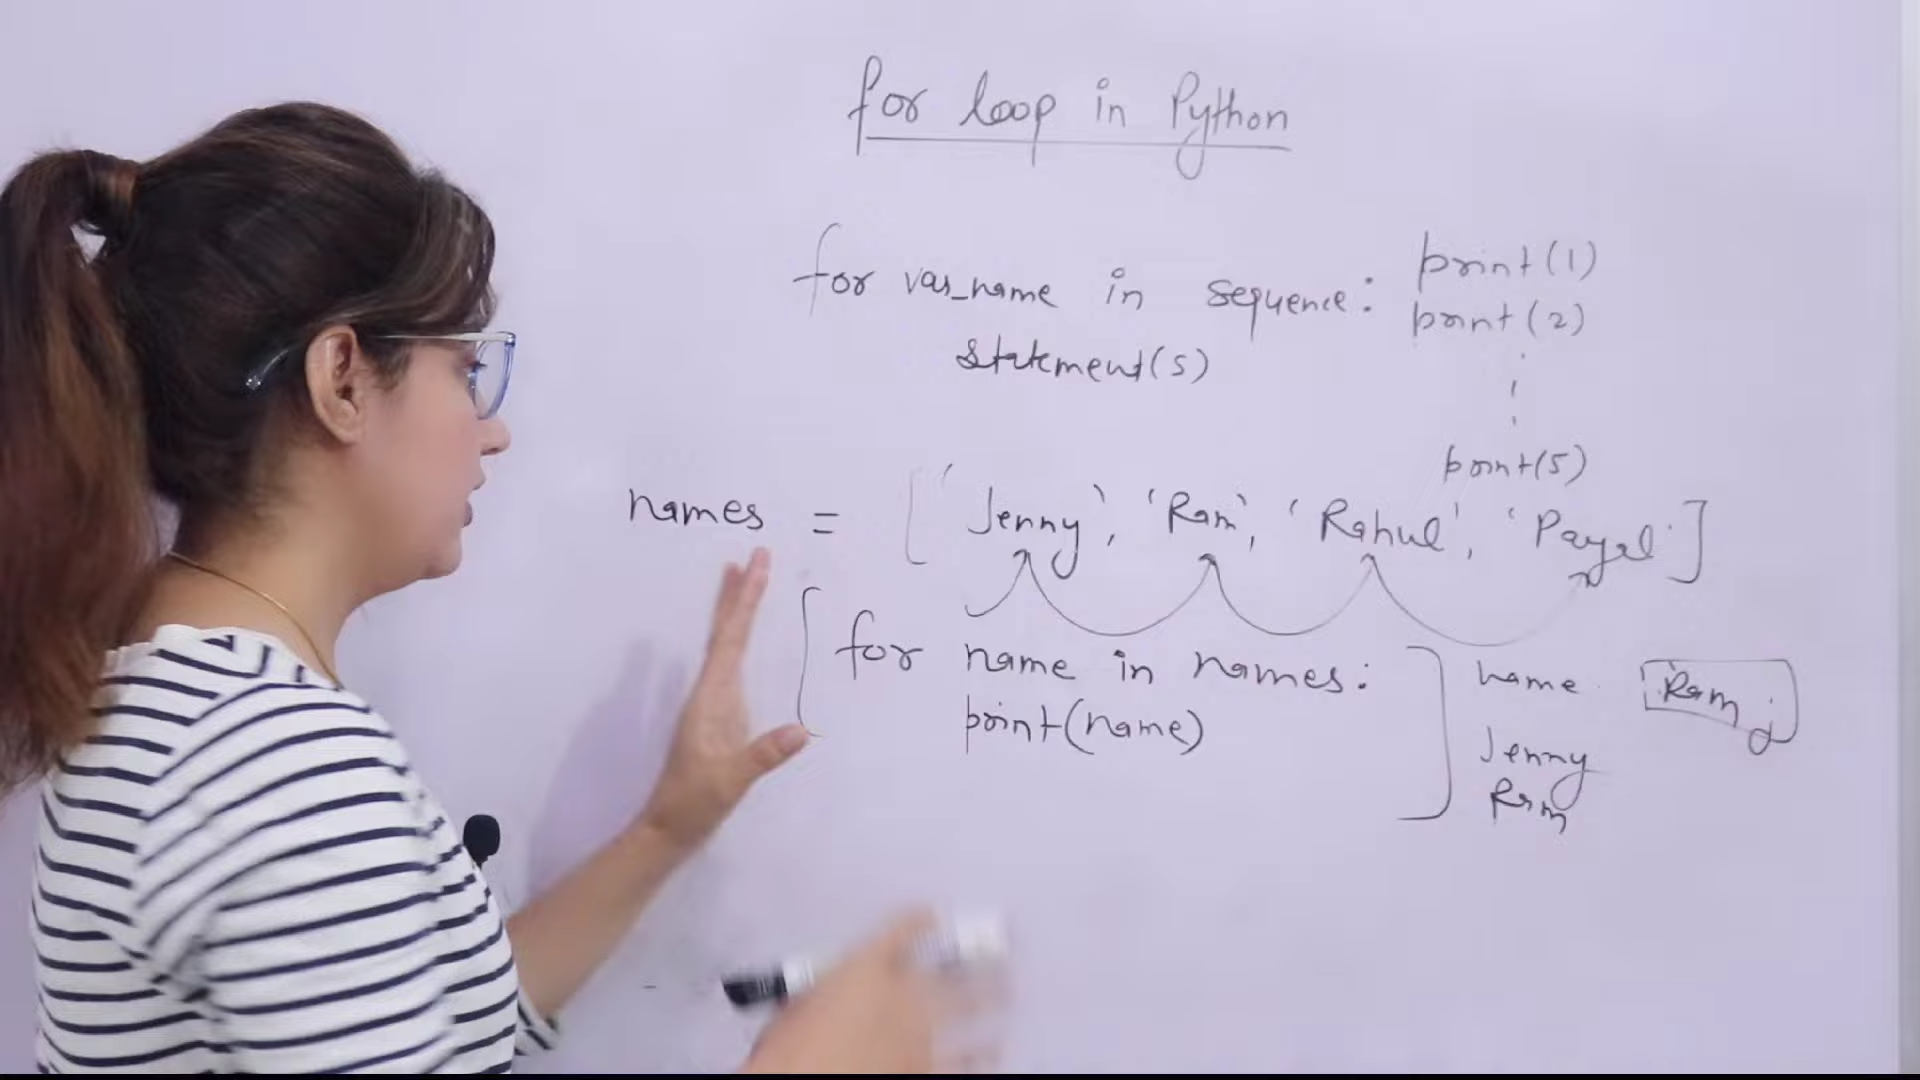 for loop in Python
for var_name in sequence:
statement(s)
print(1)
print(2)
print(5)
names = ['Jenny', 'Ram', 'Rahul', 'Payal']
for name in names:
print(name)
name Ram
Jenny
Ram